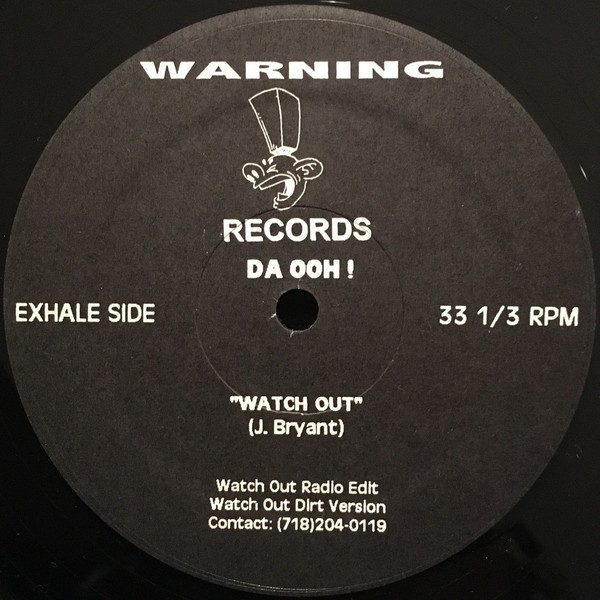 WARNING
RECORDS
DA OOH !
EXHALE SIDE
33 1/3 RPM
"WATCH OUT"
(J. Bryant)
Watch Out Radio Edit
Watch Out Dirt Version
Contact: (718)204-0119